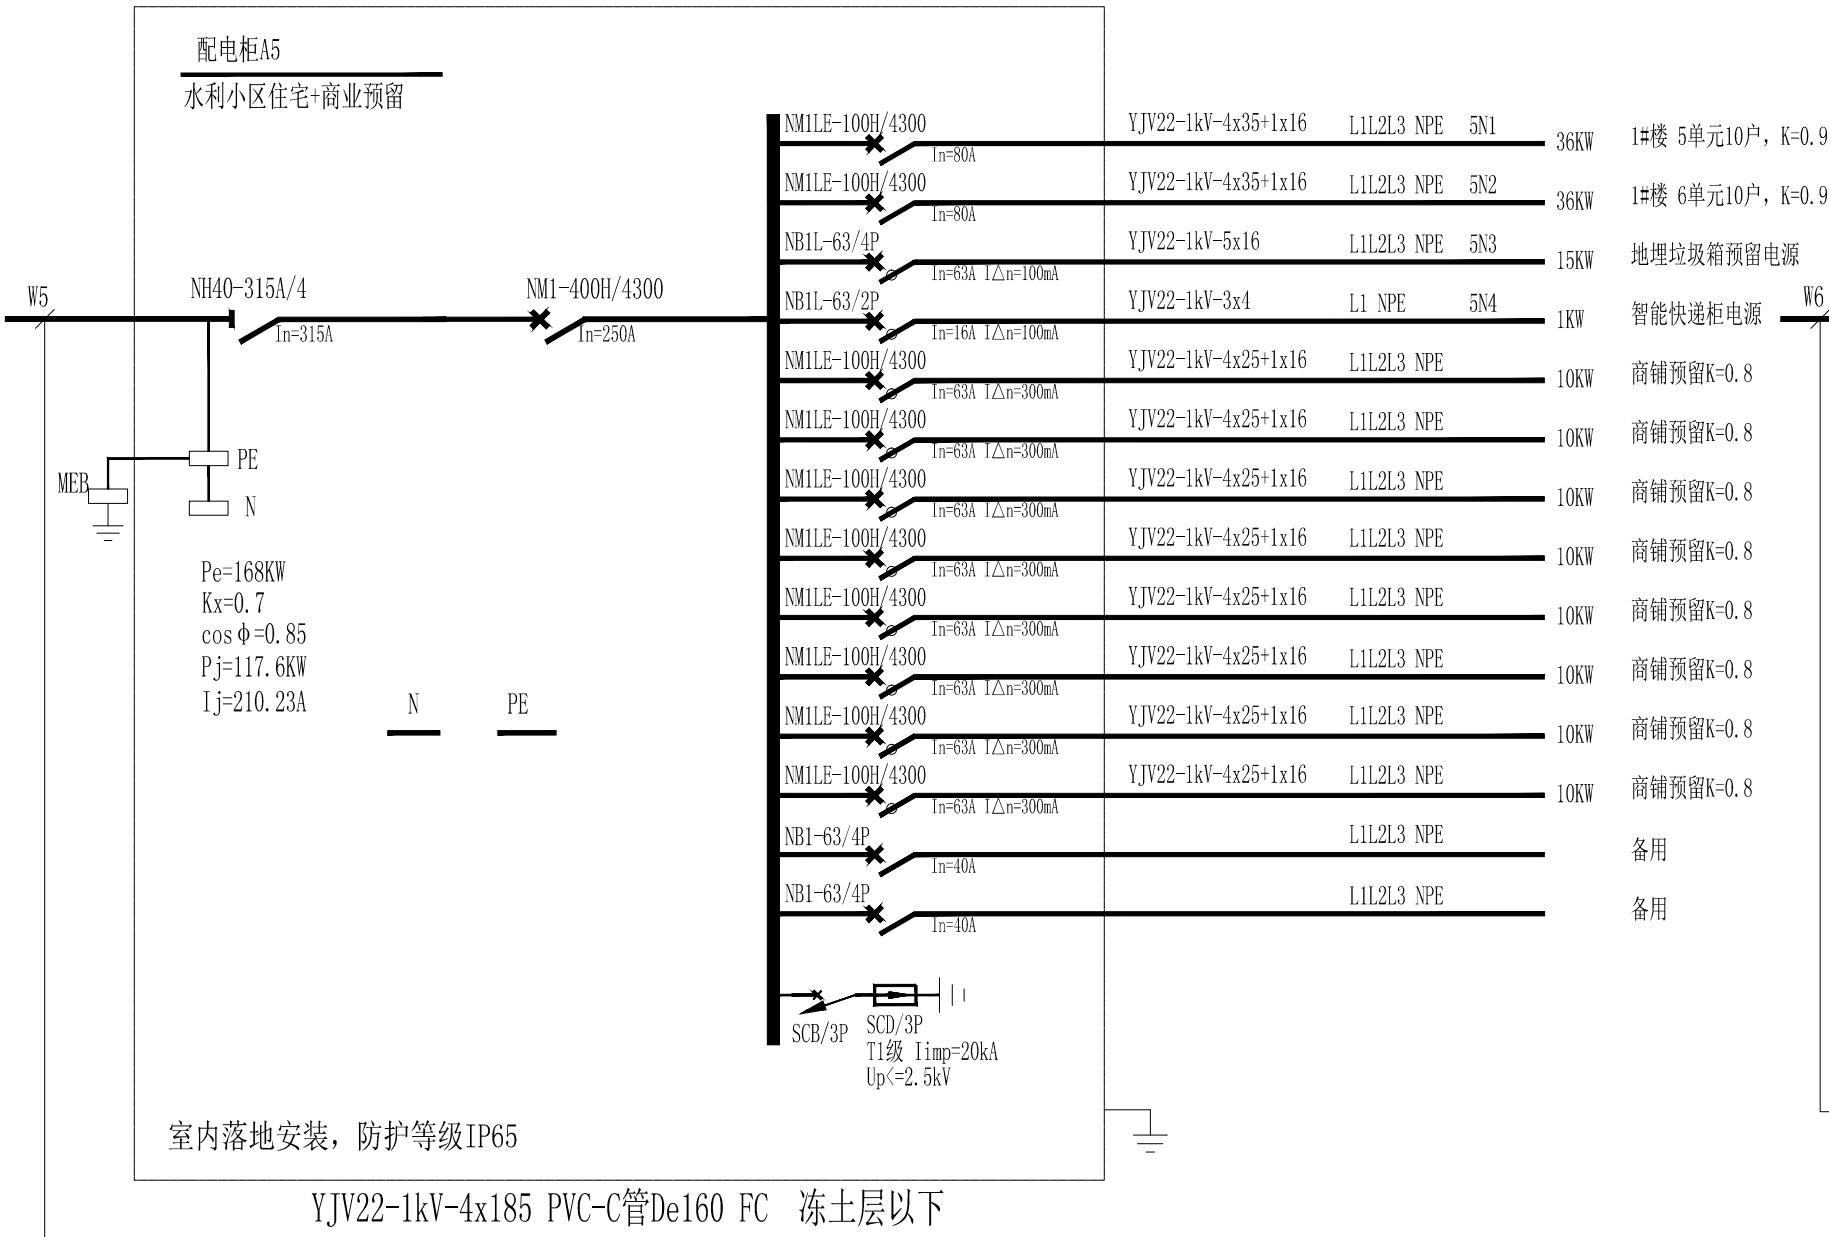 配电柜A5
水利小区住宅+商业预留
NM1LE-100H/4300 YJV22-1kV-4x35+1x16 L1L2L3 NPE 5N1
In=80A 36KW 1#楼 5单元10户，K=0.9
NM1LE-100H/4300 YJV22-1kV-4x35+1x16 L1L2L3 NPE 5N2
In=80A 36KW 1#楼 6单元10户，K=0.9
NB1L-63/4P YJV22-1kV-5x16 L1L2L3 NPE 5N3
In=63A I△n=100mA 15KW 地埋垃圾箱预留电源
W5 NH40-315A/4 NM1-400H/4300 NB1L-63/2P YJV22-1kV-3x4 L1 NPE 5N4 W6
In=315A In=250A In=16A I△n=100mA 1KW 智能快递柜电源
NM1LE-100H/4300 YJV22-1kV-4x25+1x16 L1L2L3 NPE
In=63A I△n=300mA 10KW 商铺预留K=0.8
NM1LE-100H/4300 YJV22-1kV-4x25+1x16 L1L2L3 NPE
In=63A I△n=300mA 10KW 商铺预留K=0.8
PE
MEB
N
NM1LE-100H/4300 YJV22-1kV-4x25+1x16 L1L2L3 NPE
In=63A I△n=300mA 10KW 商铺预留K=0.8
NM1LE-100H/4300 YJV22-1kV-4x25+1x16 L1L2L3 NPE
In=63A I△n=300mA 10KW 商铺预留K=0.8
NM1LE-100H/4300 YJV22-1kV-4x25+1x16 L1L2L3 NPE
In=63A I△n=300mA 10KW 商铺预留K=0.8
NM1LE-100H/4300 YJV22-1kV-4x25+1x16 L1L2L3 NPE
In=63A I△n=300mA 10KW 商铺预留K=0.8
NM1LE-100H/4300 YJV22-1kV-4x25+1x16 L1L2L3 NPE
In=63A I△n=300mA 10KW 商铺预留K=0.8
NM1LE-100H/4300 YJV22-1kV-4x25+1x16 L1L2L3 NPE
In=63A I△n=300mA 10KW 商铺预留K=0.8
Pe=168KW
Kx=0.7
cosφ=0.85
Pj=117.6KW
Ij=210.23A
N PE
NB1-63/4P L1L2L3 NPE
In=40A 备用
NB1-63/4P L1L2L3 NPE
In=40A 备用
SCB/3P SCD/3P
T1级 Iimp=20kA
Up<=2.5kV
室内落地安装，防护等级IP65
YJV22-1kV-4x185 PVC-C管De160 FC 冻土层以下